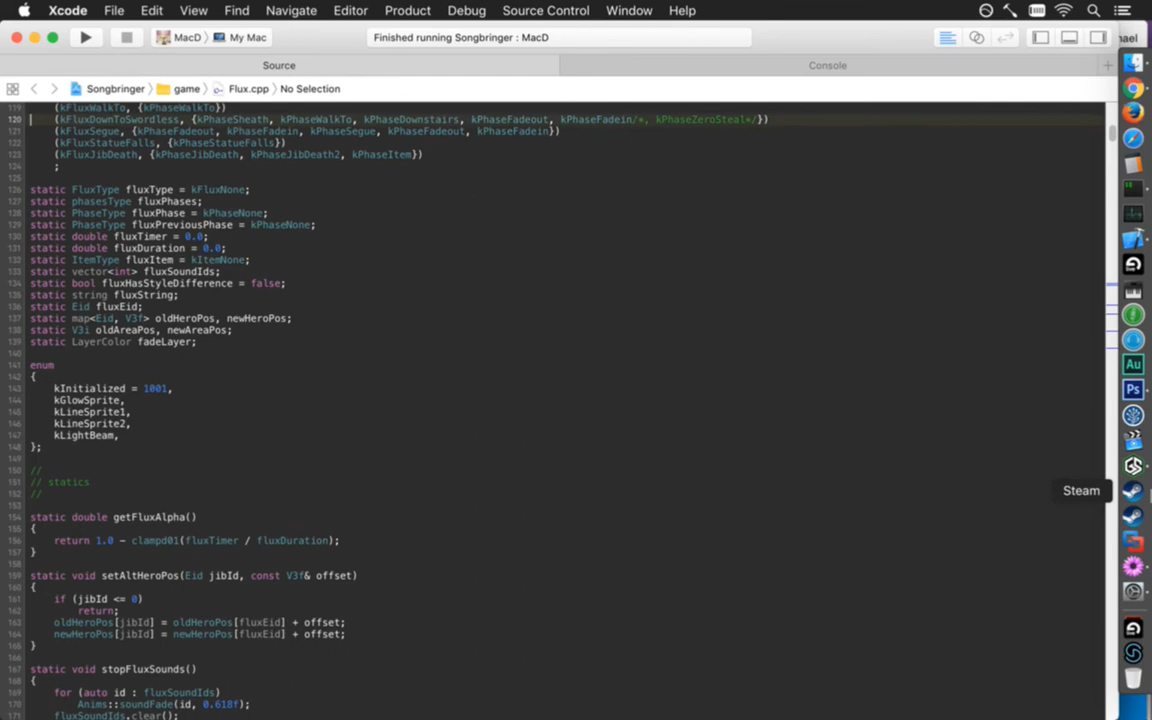 Xcode File Edit View Find Navigate Editor Product Debug Source Control Window Help
MacD 〉 My Mac
Finished running Songbringer : MacD
ael
Source
Console
Songbringer 〉 game 〉 Flux.cpp 〉 No Selection
119 (kFluxWalkTo, {kPhaseWalkTo})
120 (kFluxDownToSwordless, {kPhaseSheath, kPhaseWalkTo, kPhaseDownstairs, kPhaseFadeout, kPhaseFadein/*, kPhaseZeroSteal*/})
121 (kFluxSegue, {kPhaseFadeout, kPhaseFadein, kPhaseSegue, kPhaseFadeout, kPhaseFadein})
122 (kFluxStatueFalls, {kPhaseStatueFalls})
123 (kFluxJibDeath, {kPhaseJibDeath, kPhaseJibDeath2, kPhaseItem})
124 ;
125
126 static FluxType fluxType = kFluxNone;
127 static phasesType fluxPhases;
128 static PhaseType fluxPhase = kPhaseNone;
129 static PhaseType fluxPreviousPhase = kPhaseNone;
130 static double fluxTimer = 0.0;
131 static double fluxDuration = 0.0;
132 static ItemType fluxItem = kItemNone;
133 static vector<int> fluxSoundIds;
134 static bool fluxHasStyleDifference = false;
135 static string fluxString;
136 static Eid fluxEid;
137 static map<Eid, V3f> oldHeroPos, newHeroPos;
138 static V3i oldAreaPos, newAreaPos;
139 static LayerColor fadeLayer;
140
141 enum
142 {
143 kInitialized = 1001,
144 kGlowSprite,
145 kLineSprite1,
146 kLineSprite2,
147 kLightBeam,
148 };
149
150 //
151 // statics
152 //
153
154 static double getFluxAlpha()
155 {
156 return 1.0 - clampd01(fluxTimer / fluxDuration);
157 }
158
159 static void setAltHeroPos(Eid jibId, const V3f& offset)
160 {
161 if (jibId <= 0)
162 return;
163 oldHeroPos[jibId] = oldHeroPos[fluxEid] + offset;
164 newHeroPos[jibId] = newHeroPos[fluxEid] + offset;
165 }
166
167 static void stopFluxSounds()
168 {
169 for (auto id : fluxSoundIds)
170 Anims::soundFade(id, 0.618f);
171 fluxSoundIds.clear();
Steam
Au
Ps